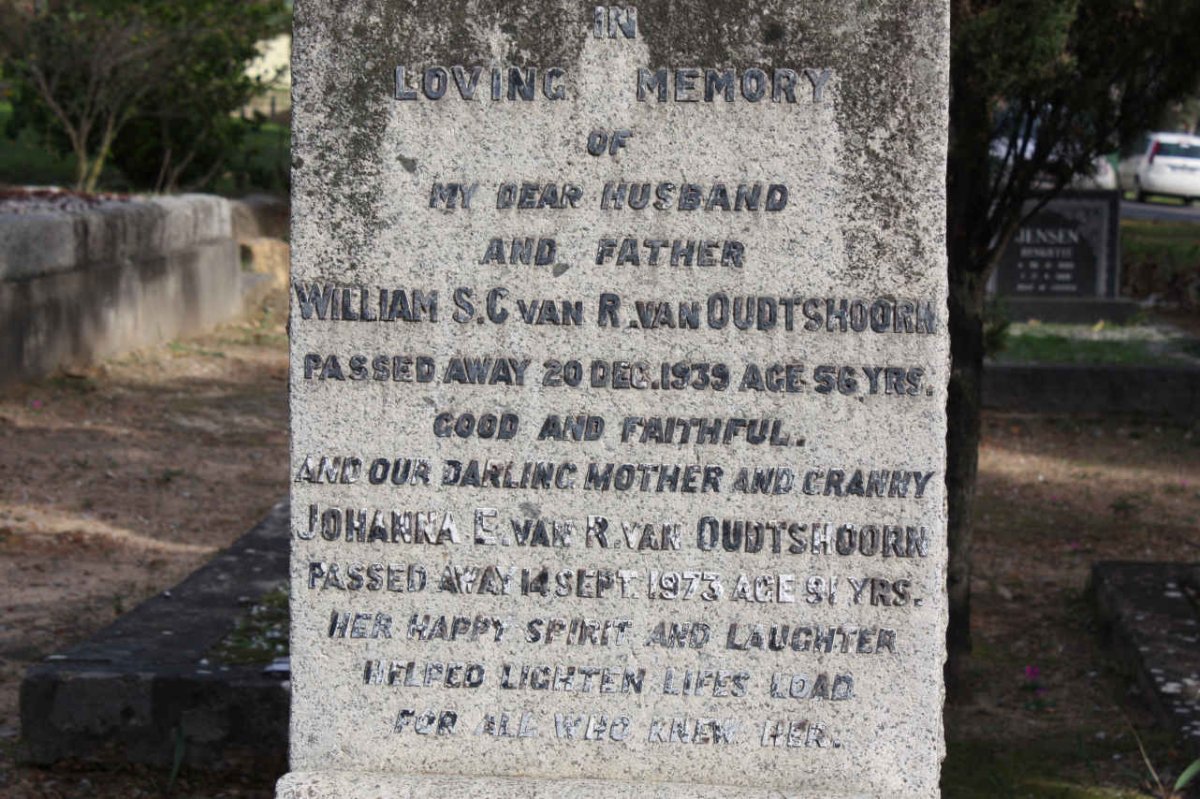 IN
LOVING MEMORY
OF
MY DEAR HUSBAND
AND FATHER
WILLIAM S.C VAN R. VAN OUDTSHOORN
PASSED AWAY 20 DEC. 1939 AGE 56 YRS.
GOOD AND FAITHFUL.
AND OUR DARLING MOTHER AND GRANNY
JOHANNA E. VAN R. VAN OUDTSHOORN
PASSED AWAY 14 SEPT. 1973 AGE 91 YRS.
HER HAPPY SPIRIT AND LAUGHTER
HELPED LIGHTEN LIFES LOAD
FOR ALL WHO KNEW HER.
JENSEN